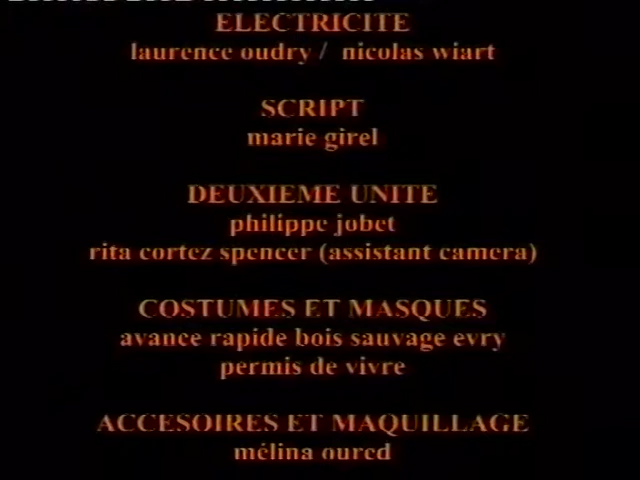 ELECTRICITE
laurence oudry / nicolas wiart
SCRIPT
marie girel
DEUXIEME UNITE
philippe jobet
rita cortez spencer (assistant camera)
COSTUMES ET MASQUES
avance rapide bois sauvage evry
permis de vivre
ACCESOIRES ET MAQUILLAGE
mélina oured